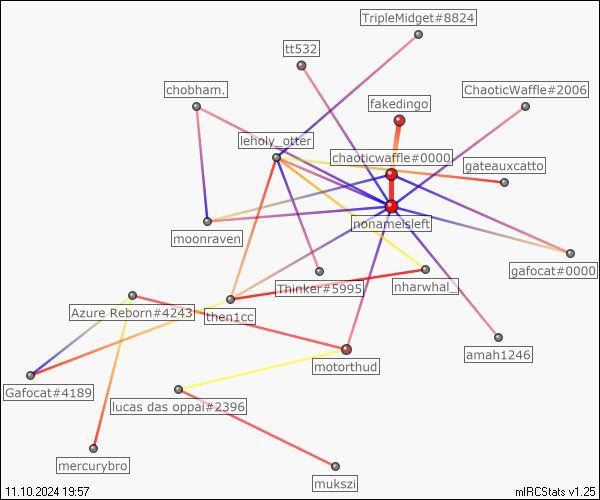 TripleMidget#8824
tt532
chobham.
ChaoticWaffle#2006
fakedingo
leholy_otter
chaoticwaffle#0000
gateauxcatto
nonameisleft
moonraven
gafocat#0000
Thinker#5995
nharwhal_
Azure Reborn#4243
then1cc
amah1246
motorthud
Gafocat#4189
lucas das oppai#2396
mercurybro
mukszi
11.10.2024 19:57
mIRCStats v1.25